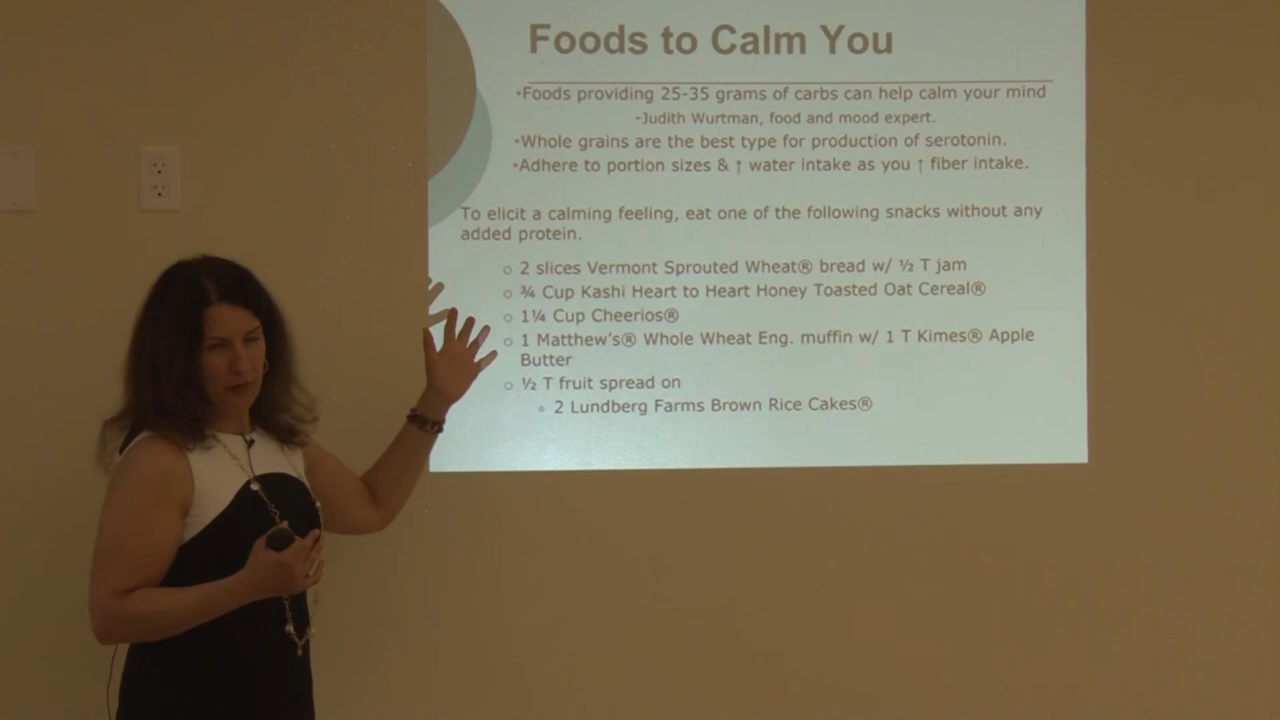 Foods to Calm You
•Foods providing 25-35 grams of carbs can help calm your mind
-Judith Wurtman, food and mood expert.
•Whole grains are the best type for production of serotonin.
•Adhere to portion sizes & ↑ water intake as you ↑ fiber intake.
To elicit a calming feeling, eat one of the following snacks without any
added protein.
○ 2 slices Vermont Sprouted Wheat® bread w/ ½ T jam
○ ¾ Cup Kashi Heart to Heart Honey Toasted Oat Cereal®
○ 1¼ Cup Cheerios®
○ 1 Matthew's® Whole Wheat Eng. muffin w/ 1 T Kimes® Apple
Butter
○ ½ T fruit spread on
○ 2 Lundberg Farms Brown Rice Cakes®